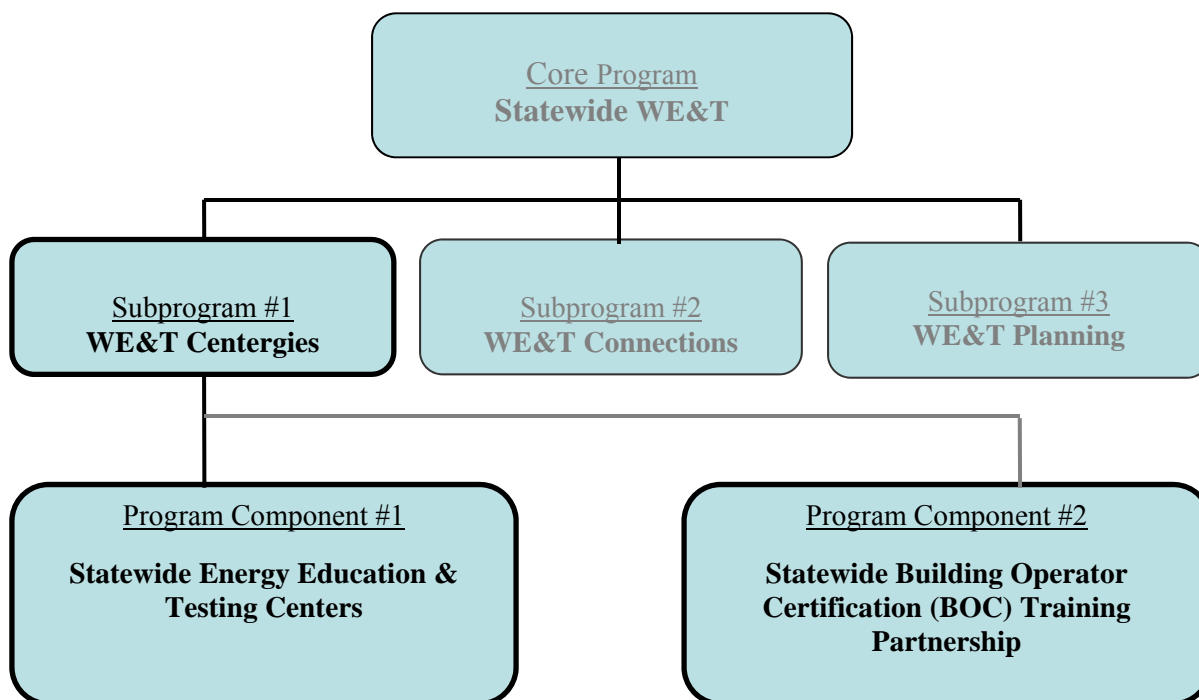 Core Program
Statewide WE&T
Subprogram #1
WE&T Centergies
Subprogram #2
WE&T Connections
Subprogram #3
WE&T Planning
Program Component #1
Statewide Energy Education &
Testing Centers
Program Component #2
Statewide Building Operator
Certification (BOC) Training
Partnership